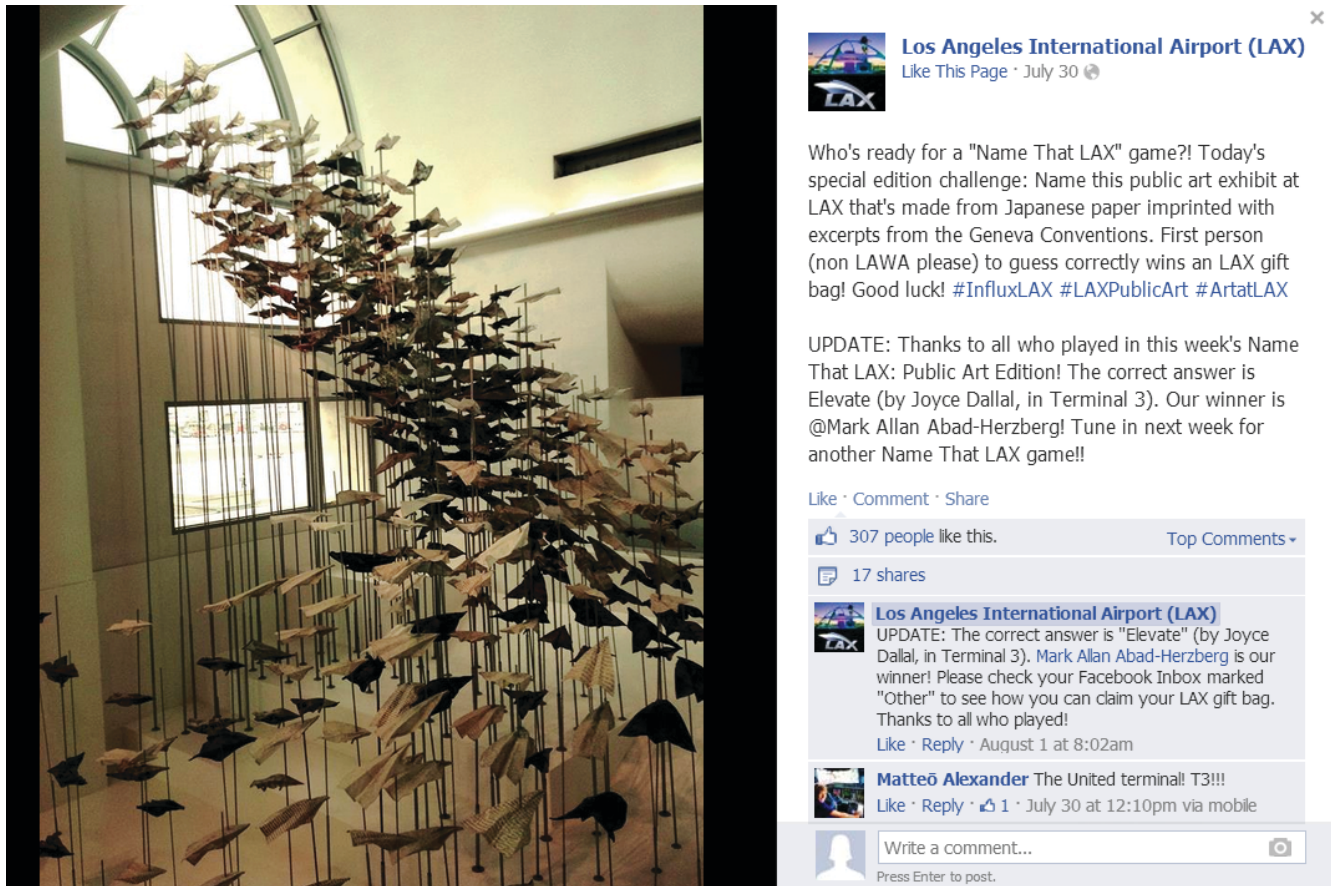 ×
Los Angeles International Airport (LAX)
Like This Page · July 30
LAX
Who's ready for a "Name That LAX" game?! Today's
special edition challenge: Name this public art exhibit at
LAX that's made from Japanese paper imprinted with
excerpts from the Geneva Conventions. First person
(non LAWA please) to guess correctly wins an LAX gift
bag! Good luck! #InfluxLAX #LAXPublicArt #ArtatLAX
UPDATE: Thanks to all who played in this week's Name
That LAX: Public Art Edition! The correct answer is
Elevate (by Joyce Dallal, in Terminal 3). Our winner is
@Mark Allan Abad-Herzberg! Tune in next week for
another Name That LAX game!!
Like · Comment · Share
307 people like this. Top Comments
17 shares
Los Angeles International Airport (LAX)
LAX
UPDATE: The correct answer is "Elevate" (by Joyce
Dallal, in Terminal 3). Mark Allan Abad-Herzberg is our
winner! Please check your Facebook Inbox marked
"Other" to see how you can claim your LAX gift bag.
Thanks to all who played!
Like · Reply · August 1 at 8:02am
Matteō Alexander The United terminal! T3!!!
Like · Reply · 1 · July 30 at 12:10pm via mobile
Write a comment...
Press Enter to post.